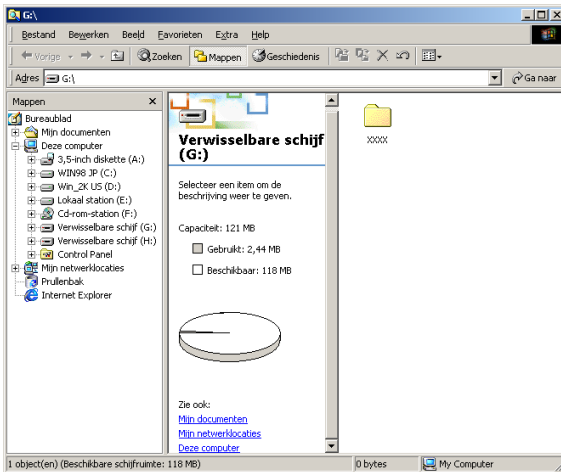 G:\
Bestand Bewerken Beeld Favorieten Extra Help
Vorige Zoeken Mappen Geschiedenis
Adres G:\ Ga naar
Mappen
Bureaublad
Mijn documenten
Deze computer
3,5-inch diskette (A:)
WIN98 JP (C:)
Win_2K US (D:)
Lokaal station (E:)
Cd-rom-station (F:)
Verwisselbare schijf (G:)
Verwisselbare schijf (H:)
Control Panel
Mijn netwerklocaties
Prullenbak
Internet Explorer
Verwisselbare schijf
(G:)
Selecteer een item om de
beschrijving weer te geven.
Capaciteit: 121 MB
Gebruikt: 2,44 MB
Beschikbaar: 118 MB
Zie ook:
Mijn documenten
Mijn netwerklocaties
Deze computer
xxxx
1 object(en) (Beschikbare schijfruimte: 118 MB) 0 bytes My Computer